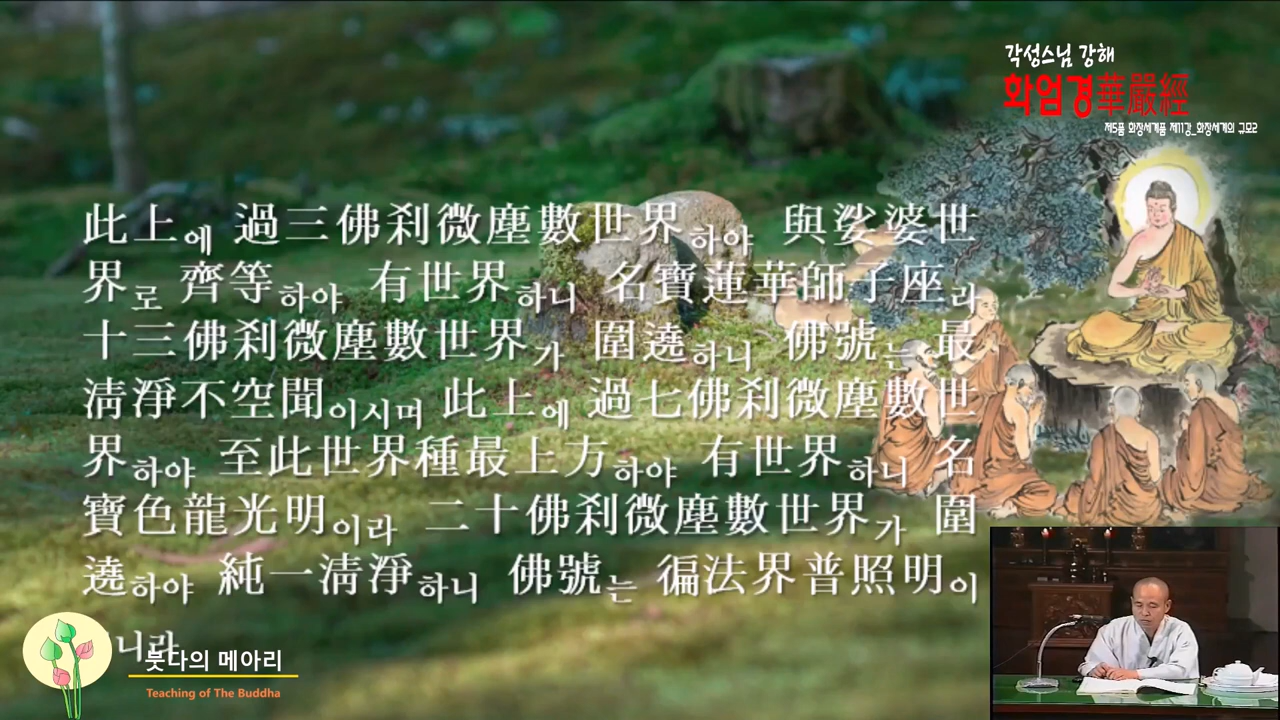 각성스님 강해
화엄경華嚴經
제5품 화장세계품 제11강_화장세계의 규모2
此上에 過三佛刹微塵數世界하야 與娑婆世
界로 齊等하야 有世界하니 名寶蓮華師子座라
十三佛刹微塵數世界가 圍遶하니 佛號는 最
淸淨不空聞이시며 此上에 過七佛刹微塵數世
界하야 至此世界種最上方하야 有世界하니 名
寶色龍光明이라 二十佛刹微塵數世界가 圍
遶하야 純一淸淨하니 佛號는 徧法界普照明이
니라
붓다의 메아리
Teaching of The Buddha